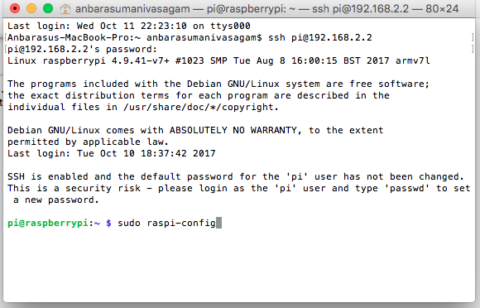 anbarasumanivasagam — pi@raspberrypi: ~ — ssh pi@192.168.2.2 — 80×24
Last login: Wed Oct 11 22:23:10 on ttys000
[Anbarasus-MacBook-Pro:~ anbarasumanivasagam$ ssh pi@192.168.2.2
[pi@192.168.2.2's password:
Linux raspberrypi 4.9.41-v7+ #1023 SMP Tue Aug 8 16:00:15 BST 2017 armv7l
The programs included with the Debian GNU/Linux system are free software;
the exact distribution terms for each program are described in the
individual files in /usr/share/doc/*/copyright.
Debian GNU/Linux comes with ABSOLUTELY NO WARRANTY, to the extent
permitted by applicable law.
Last login: Tue Oct 10 18:37:42 2017
SSH is enabled and the default password for the 'pi' user has not been changed.
This is a security risk - please login as the 'pi' user and type 'passwd' to set
a new password.
pi@raspberrypi:~ $ sudo raspi-config